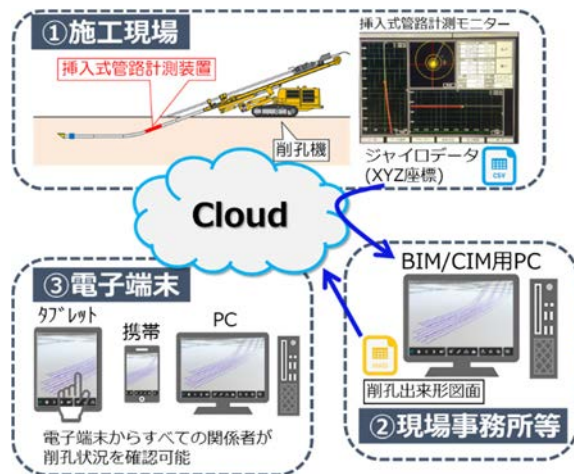 ①施工現場
挿入式管路計測装置
削孔機
挿入式管路計測モニター
ジャイロデータ
(XYZ座標)
CSV
Cloud
③電子端末
タブレット
携帯
PC
電子端末からすべての関係者が
削孔状況を確認可能
BIM/CIM用PC
削孔出来形図面
②現場事務所等